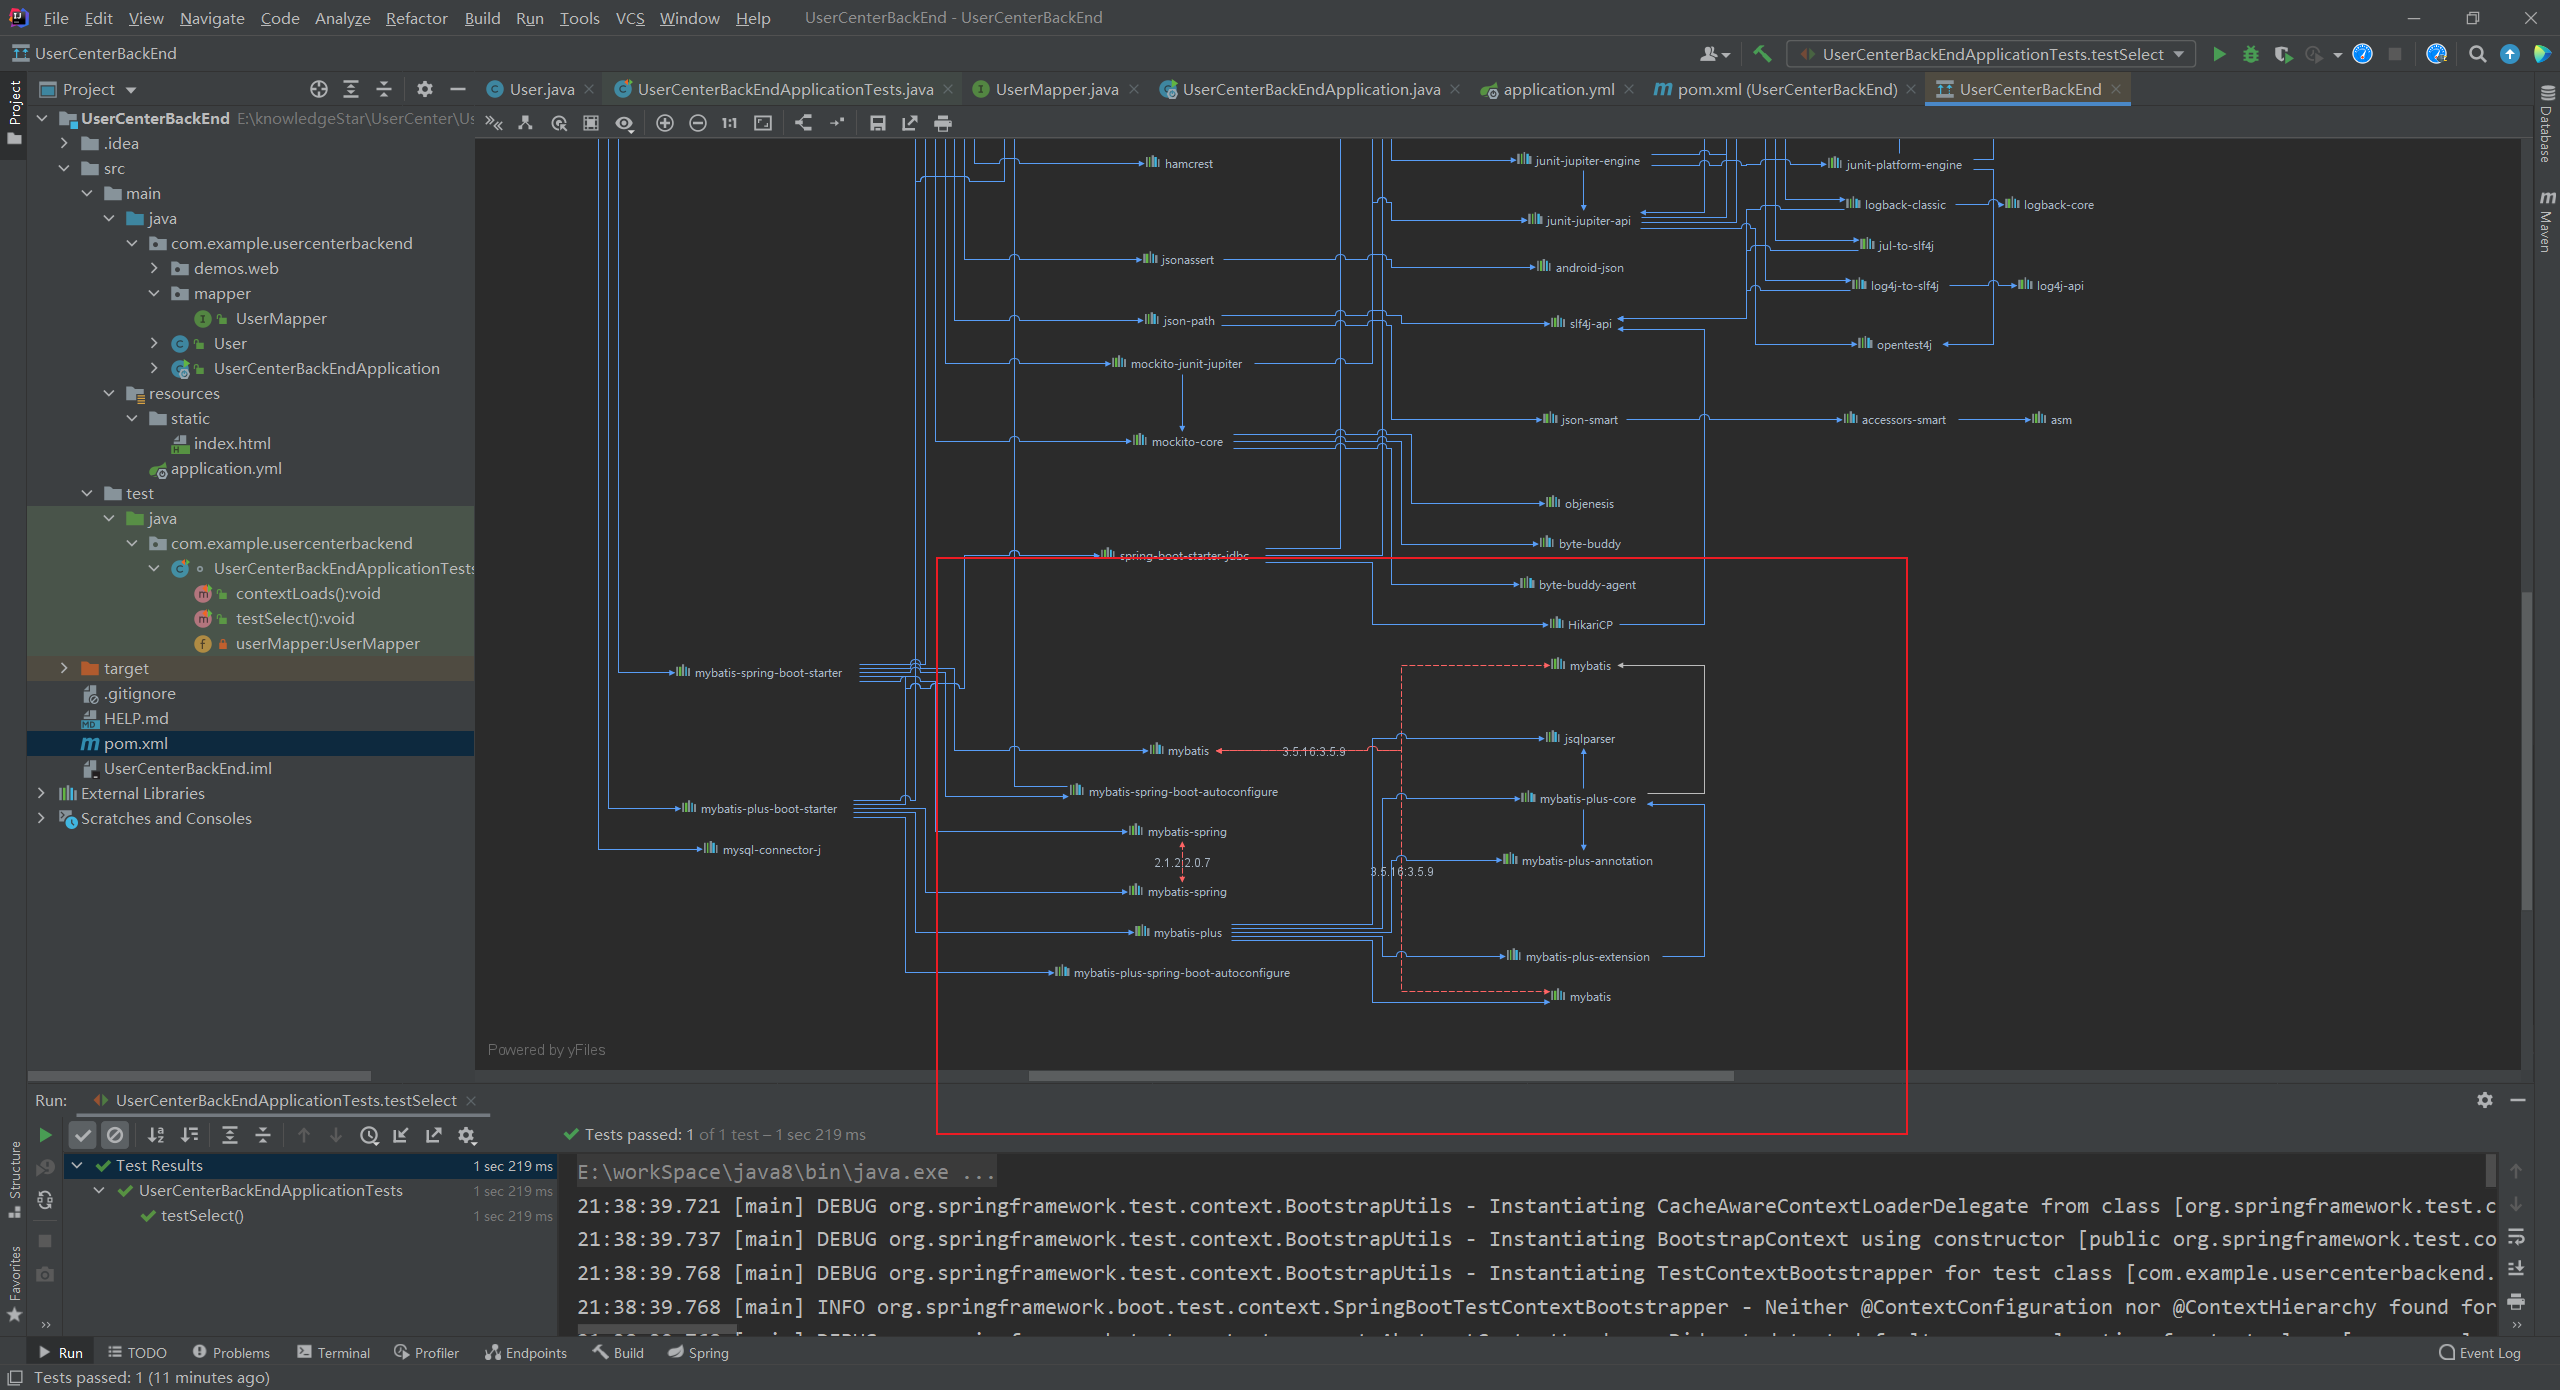 File Edit View Navigate Code Analyze Refactor Build Run Tools VCS Window Help UserCenterBackEnd - UserCenterBackEnd
UserCenterBackEnd
UserCenterBackEndApplicationTests.testSelect
Project
User.java
UserCenterBackEndApplicationTests.java
UserMapper.java
UserCenterBackEndApplication.java
application.yml
pom.xml (UserCenterBackEnd)
UserCenterBackEnd
Project
Structure
Favorites
Database
Maven
UserCenterBackEnd E:\knowledgeStar\UserCenter\Us
.idea
src
main
java
com.example.usercenterbackend
demos.web
mapper
UserMapper
User
UserCenterBackEndApplication
resources
static
index.html
application.yml
test
java
com.example.usercenterbackend
UserCenterBackEndApplicationTests
contextLoads():void
testSelect():void
userMapper:UserMapper
target
.gitignore
HELP.md
pom.xml
UserCenterBackEnd.iml
External Libraries
Scratches and Consoles
1:1
hamcrest
junit-jupiter-engine
junit-platform-engine
logback-classic
logback-core
junit-jupiter-api
jul-to-slf4j
jsonassert
android-json
log4j-to-slf4j
log4j-api
json-path
slf4j-api
opentest4j
mockito-junit-jupiter
json-smart
accessors-smart
asm
mockito-core
objenesis
byte-buddy
spring-boot-starter-jdbc
byte-buddy-agent
HikariCP
mybatis-spring-boot-starter
mybatis
jsqlparser
mybatis
3.5.16:3.5.9
mybatis-spring-boot-autoconfigure
mybatis-plus-core
mybatis-plus-boot-starter
mybatis-spring
mysql-connector-j
2.1.2:2.0.7
mybatis-plus-annotation
3.5.16:3.5.9
mybatis-spring
mybatis-plus
mybatis-plus-extension
mybatis-plus-spring-boot-autoconfigure
mybatis
Powered by yFiles
Run: UserCenterBackEndApplicationTests.testSelect
Tests passed: 1 of 1 test – 1 sec 219 ms
Test Results 1 sec 219 ms
UserCenterBackEndApplicationTests 1 sec 219 ms
testSelect() 1 sec 219 ms
E:\workSpace\java8\bin\java.exe ...
21:38:39.721 [main] DEBUG org.springframework.test.context.BootstrapUtils - Instantiating CacheAwareContextLoaderDelegate from class [org.springframework.test.c
21:38:39.737 [main] DEBUG org.springframework.test.context.BootstrapUtils - Instantiating BootstrapContext using constructor [public org.springframework.test.co
21:38:39.768 [main] DEBUG org.springframework.test.context.BootstrapUtils - Instantiating TestContextBootstrapper for test class [com.example.usercenterbackend.
21:38:39.768 [main] INFO org.springframework.boot.test.context.SpringBootTestContextBootstrapper - Neither @ContextConfiguration nor @ContextHierarchy found for
Run TODO Problems Terminal Profiler Endpoints Build Spring Event Log
Tests passed: 1 (11 minutes ago)